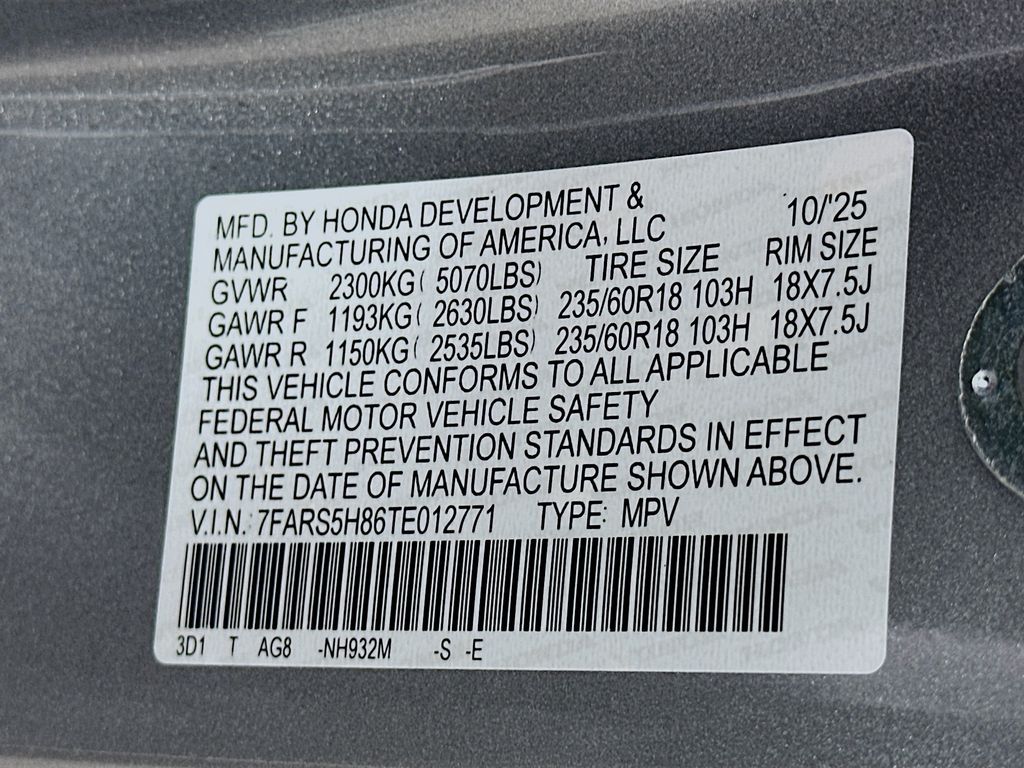 MFD. BY HONDA DEVELOPMENT & 10/'25
MANUFACTURING OF AMERICA, LLC
GVWR 2300KG( 5070LBS) TIRE SIZE RIM SIZE
GAWR F 1193KG( 2630LBS) 235/60R18 103H 18X7.5J
GAWR R 1150KG( 2535LBS) 235/60R18 103H 18X7.5J
THIS VEHICLE CONFORMS TO ALL APPLICABLE
FEDERAL MOTOR VEHICLE SAFETY
AND THEFT PREVENTION STANDARDS IN EFFECT
ON THE DATE OF MANUFACTURE SHOWN ABOVE.
V.I.N.: 7FARS5H86TE012771 TYPE: MPV
3D1 T AG8 -NH932M -S -E